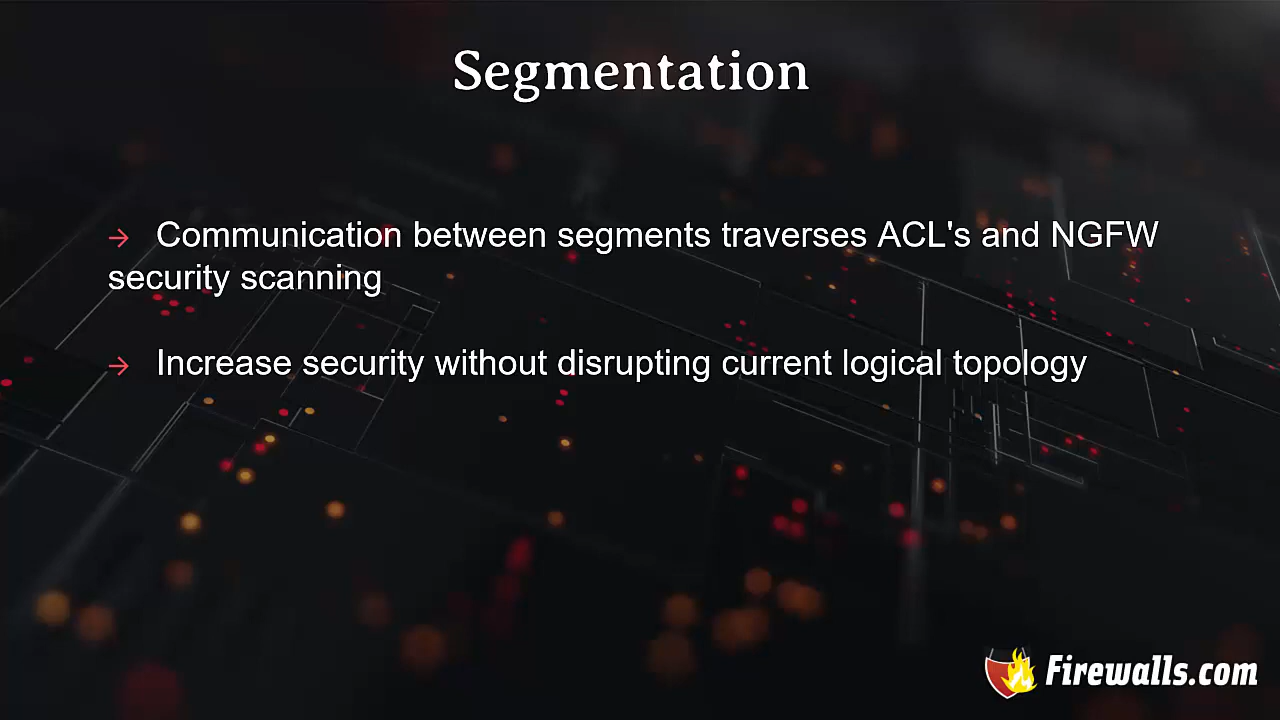 Segmentation
→ Communication between segments traverses ACL's and NGFW
security scanning
→ Increase security without disrupting current logical topology
Firewalls.com